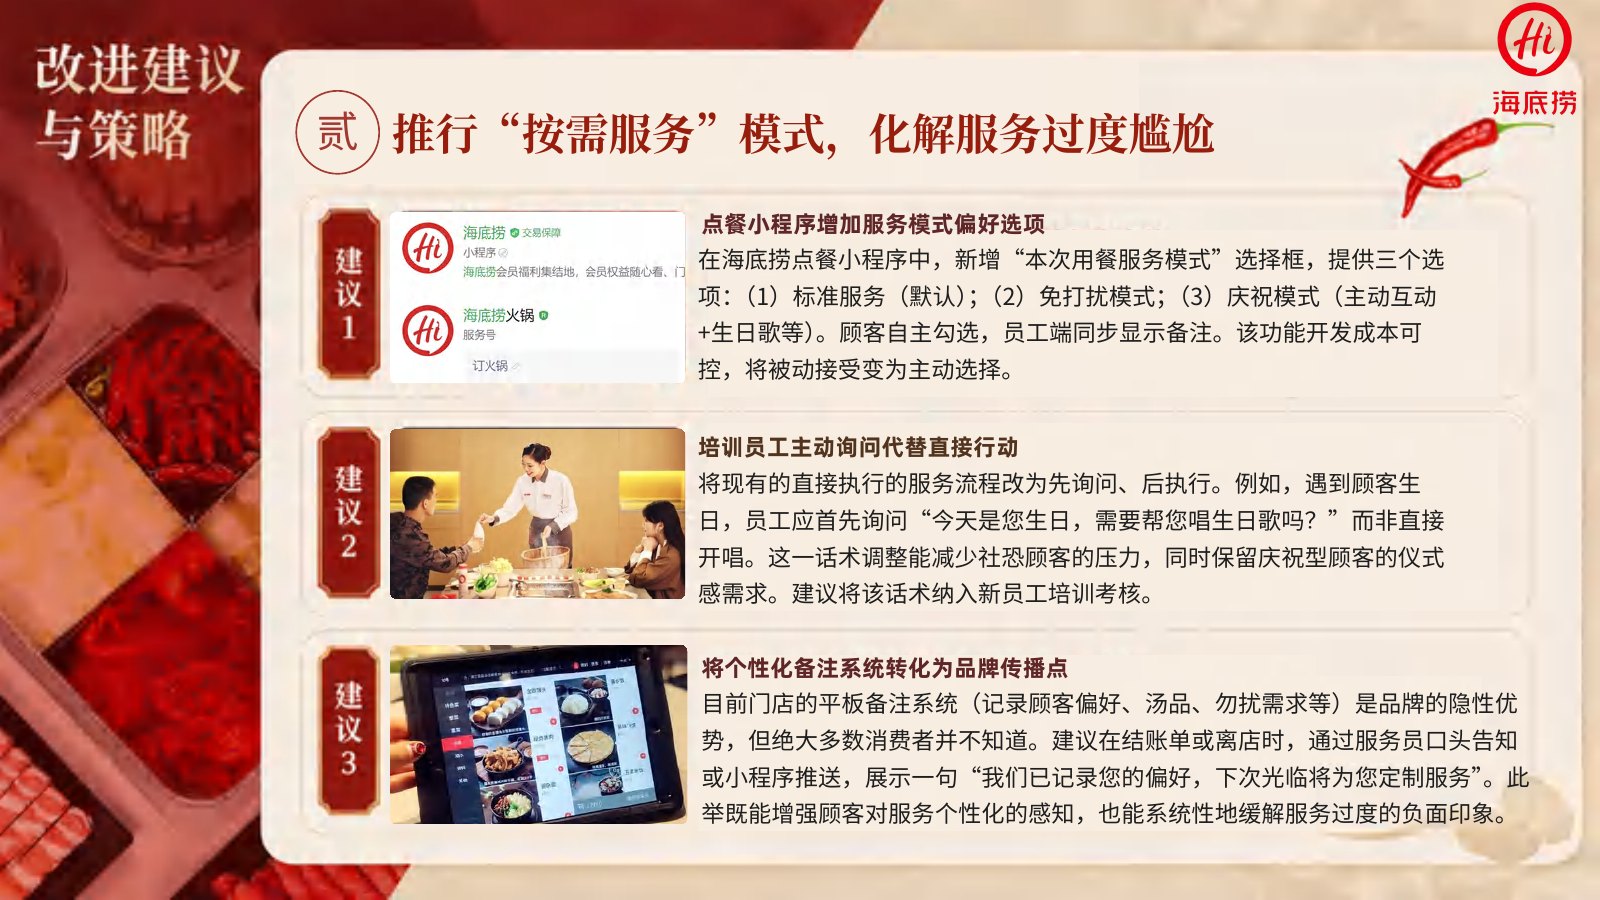 改进建议
与策略
Hi
海底捞
贰
推行“按需服务”模式，化解服务过度尴尬
建议1
海底捞 交易保障
小程序
海底捞会员福利集结地，会员权益随心看、门
海底捞火锅
服务号
订火锅
点餐小程序增加服务模式偏好选项
在海底捞点餐小程序中，新增“本次用餐服务模式”选择框，提供三个选
项：（1）标准服务（默认）；（2）免打扰模式；（3）庆祝模式（主动互动
+生日歌等）。顾客自主勾选，员工端同步显示备注。该功能开发成本可
控，将被动接受变为主动选择。
建议2
培训员工主动询问代替直接行动
将现有的直接执行的服务流程改为先询问、后执行。例如，遇到顾客生
日，员工应首先询问“今天是您生日，需要帮您唱生日歌吗？”而非直接
开唱。这一话术调整能减少社恐顾客的压力，同时保留庆祝型顾客的仪式
感需求。建议将该话术纳入新员工培训考核。
建议3
将个性化备注系统转化为品牌传播点
目前门店的平板备注系统（记录顾客偏好、汤品、勿扰需求等）是品牌的隐性优
势，但绝大多数消费者并不知道。建议在结账单或离店时，通过服务员口头告知
或小程序推送，展示一句“我们已记录您的偏好，下次光临将为您定制服务”。此
举既能增强顾客对服务个性化的感知，也能系统性地缓解服务过度的负面印象。